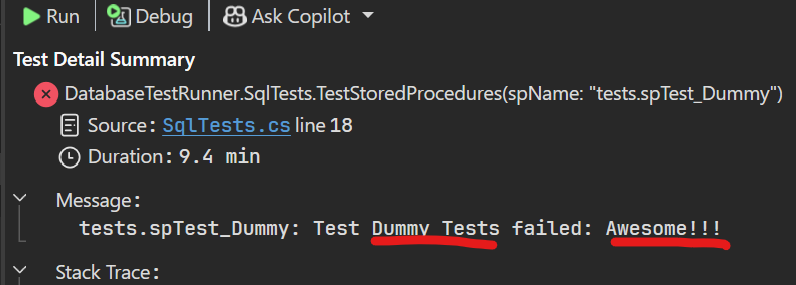 Run Debug Ask Copilot
Test Detail Summary
DatabaseTestRunner.SqlTests.TestStoredProcedures(spName: "tests.spTest_Dummy")
Source: SqlTests.cs line 18
Duration: 9.4 min
Message:
tests.spTest_Dummy: Test Dummy Tests failed: Awesome!!!
Stack Trace: